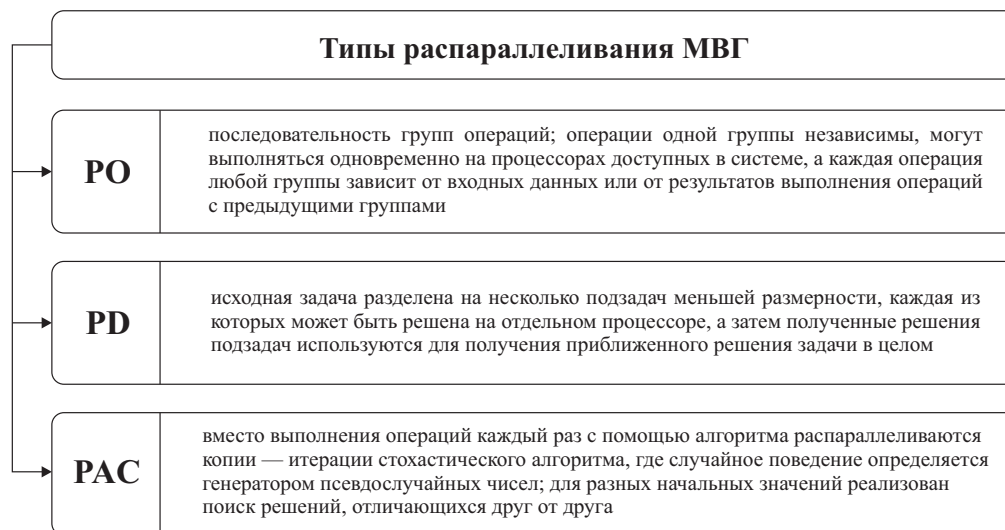 Типы распараллеливания МВГ
PO
последовательность групп операций; операции одной группы независимы, могут
выполняться одновременно на процессорах доступных в системе, а каждая операция
любой группы зависит от входных данных или от результатов выполнения операций
с предыдущими группами
PD
исходная задача разделена на несколько подзадач меньшей размерности, каждая из
которых может быть решена на отдельном процессоре, а затем полученные решения
подзадач используются для получения приближенного решения задачи в целом
PAC
вместо выполнения операций каждый раз с помощью алгоритма распараллеливаются
копии — итерации стохастического алгоритма, где случайное поведение определяется
генератором псевдослучайных чисел; для разных начальных значений реализован
поиск решений, отличающихся друг от друга